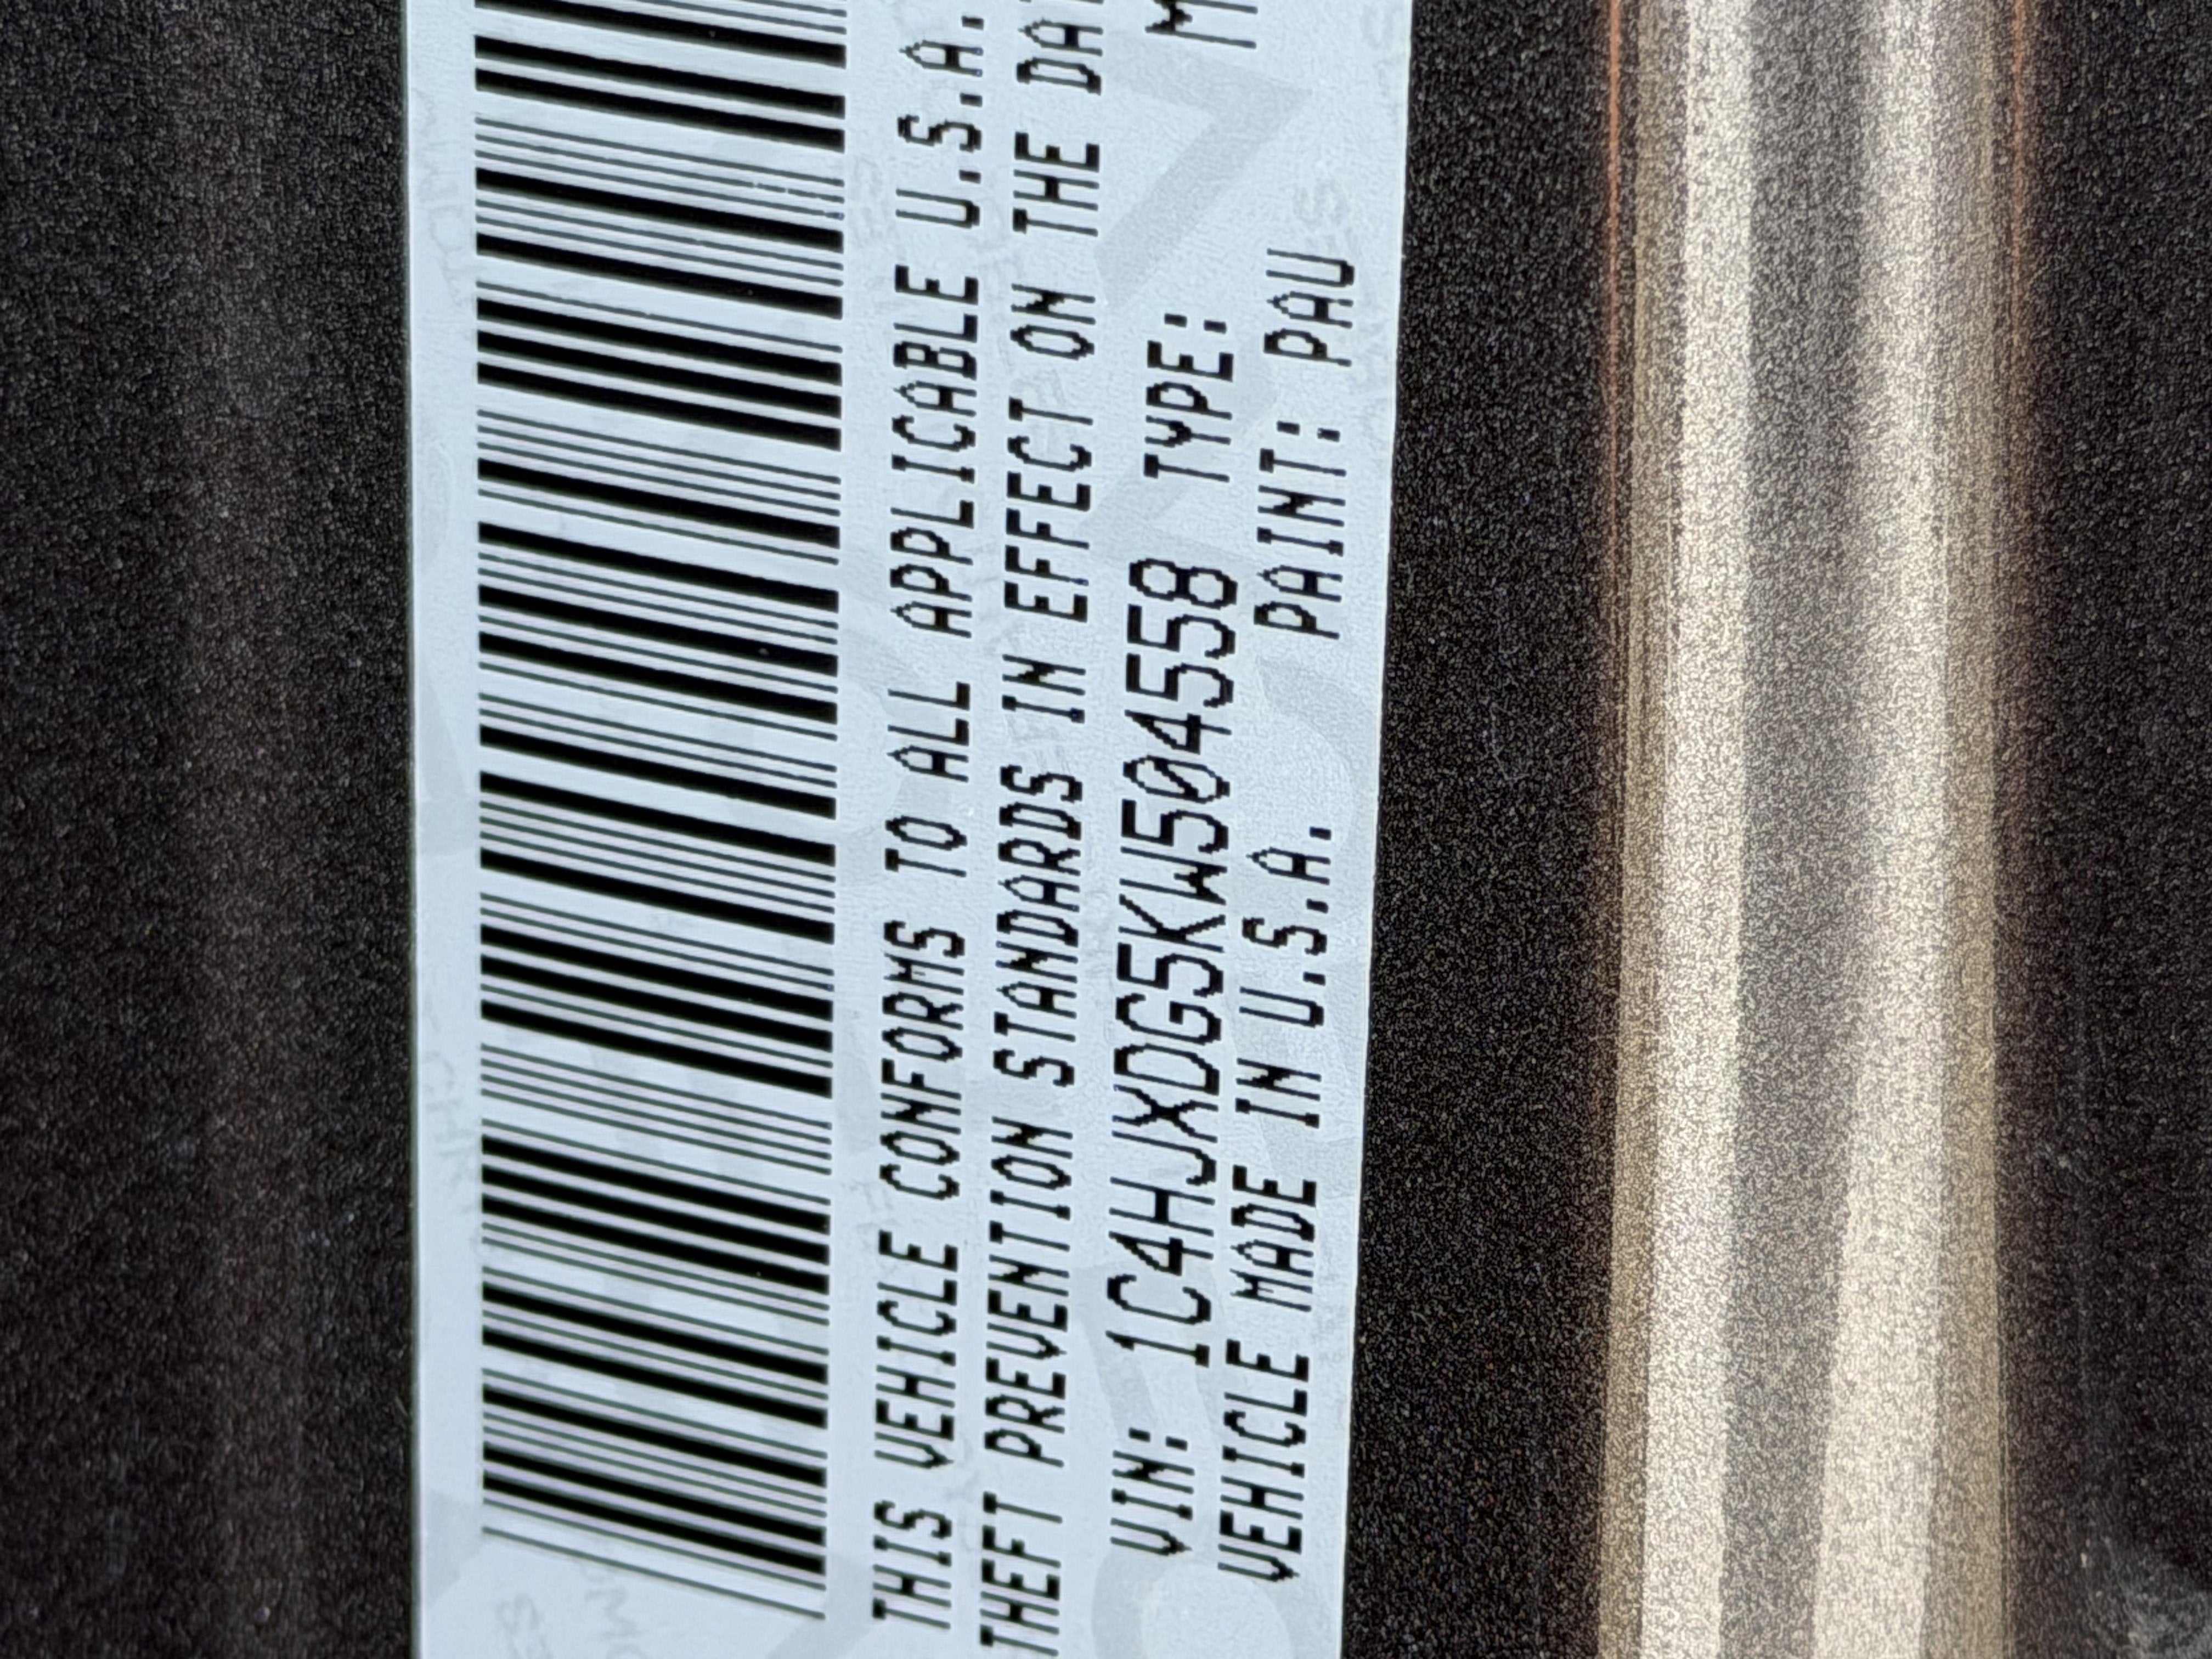 THIS VEHICLE CONFORMS TO ALL APPLICABLE U.S.A.
THEFT PREVENTION STANDARDS IN EFFECT ON THE
VIN: 1C4HJXDG5KW504558 TYPE:
VEHICLE MADE IN U.S.A. PAINT: PAU